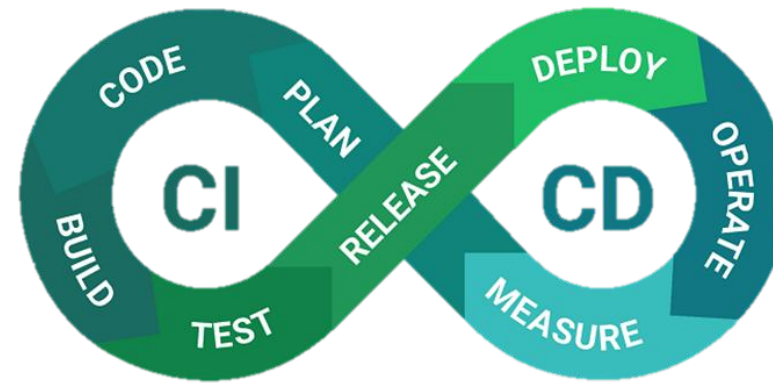 CODE
PLAN
BUILD
TEST
RELEASE
DEPLOY
OPERATE
MEASURE
CI
CD